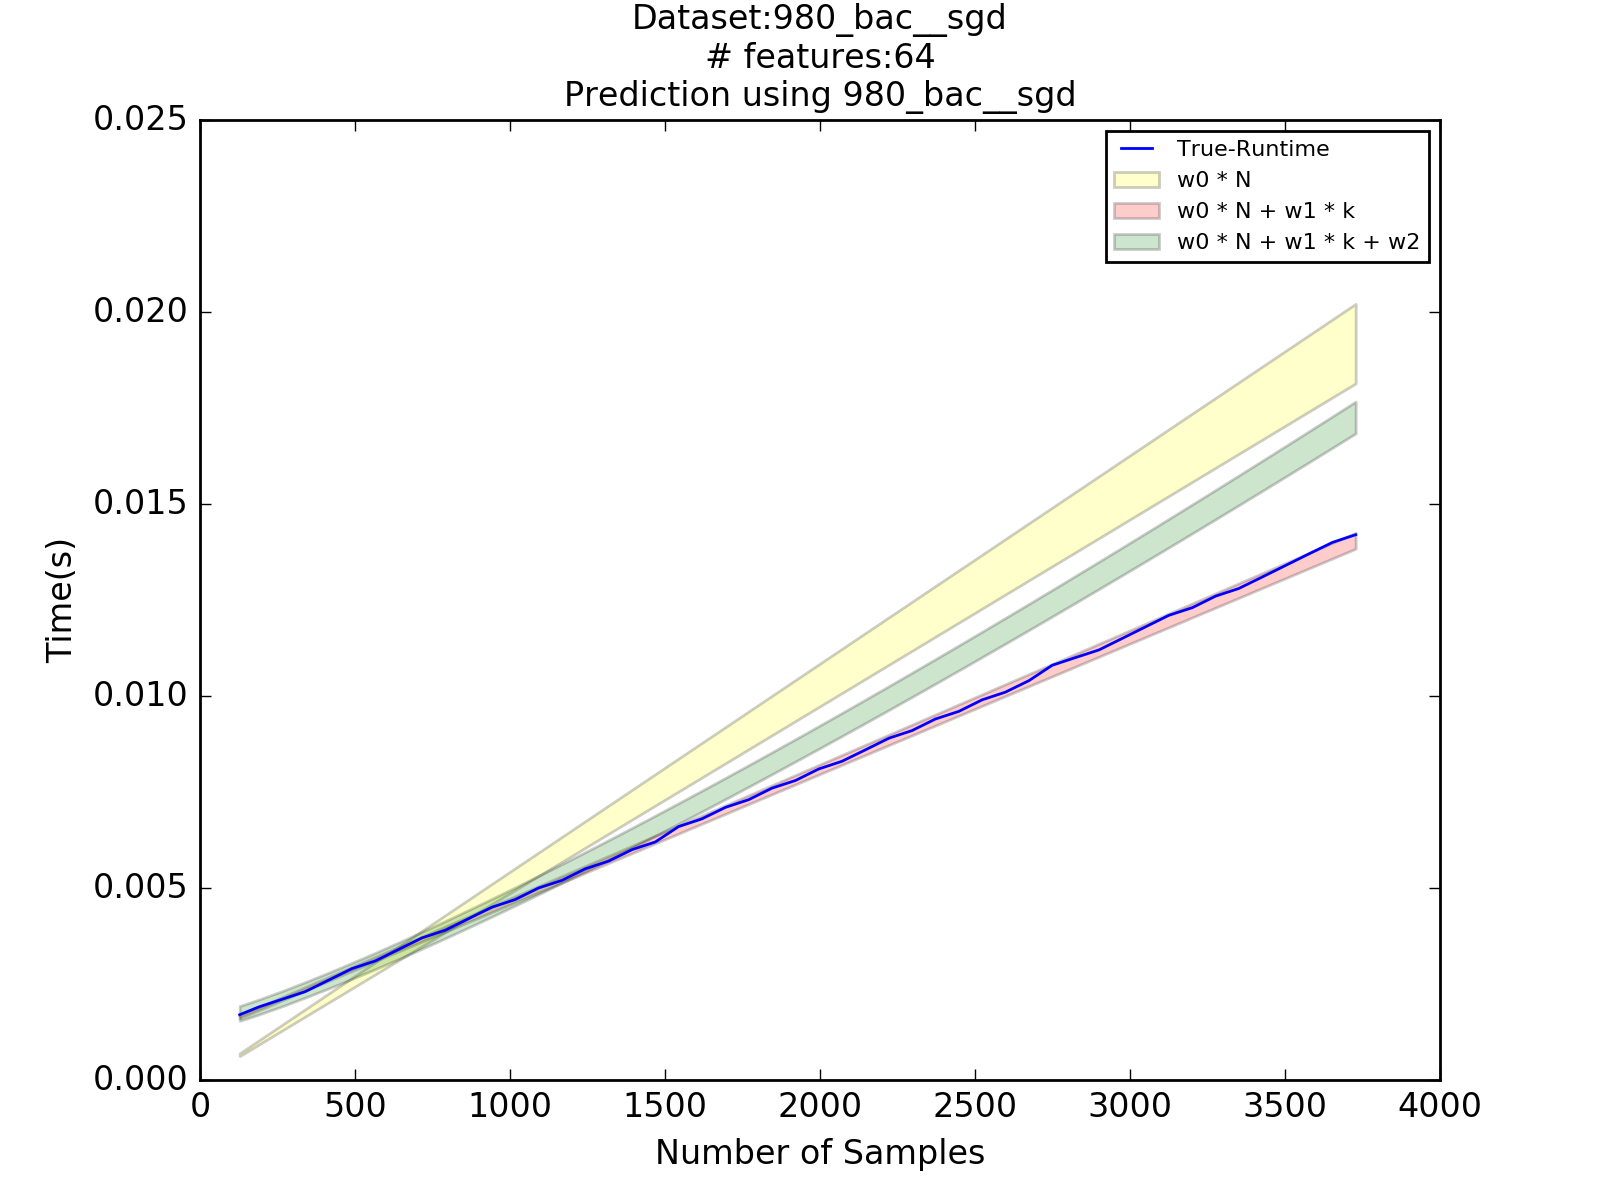 Dataset:980_bac__sgd
# features:64
Prediction using 980_bac__sgd
0.025
0.020
0.015
0.010
0.005
0.000
Time(s)
True-Runtime
w0 * N
w0 * N + w1 * k
w0 * N + w1 * k + w2
0 500 1000 1500 2000 2500 3000 3500 4000
Number of Samples